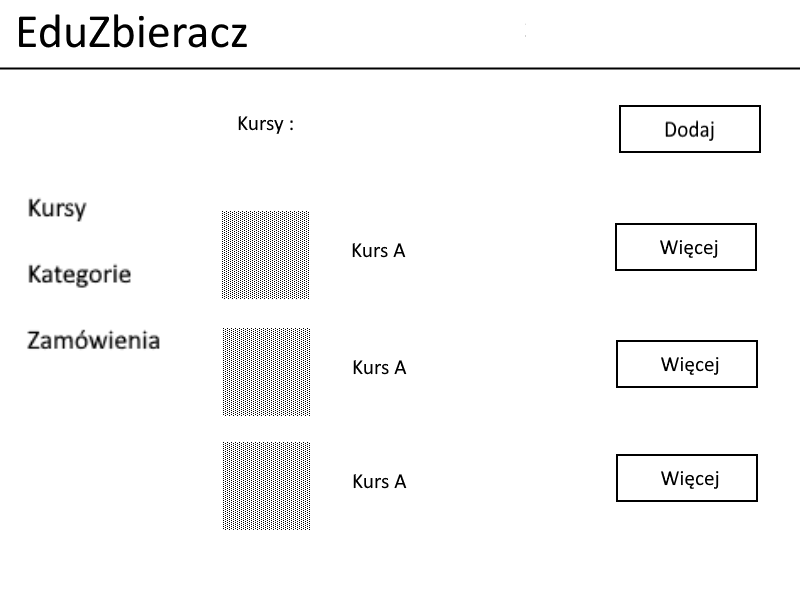 EduZbieracz
Kursy :
Dodaj
Kursy
Kategorie
Zamówienia
Kurs A
Więcej
Kurs A
Więcej
Kurs A
Więcej